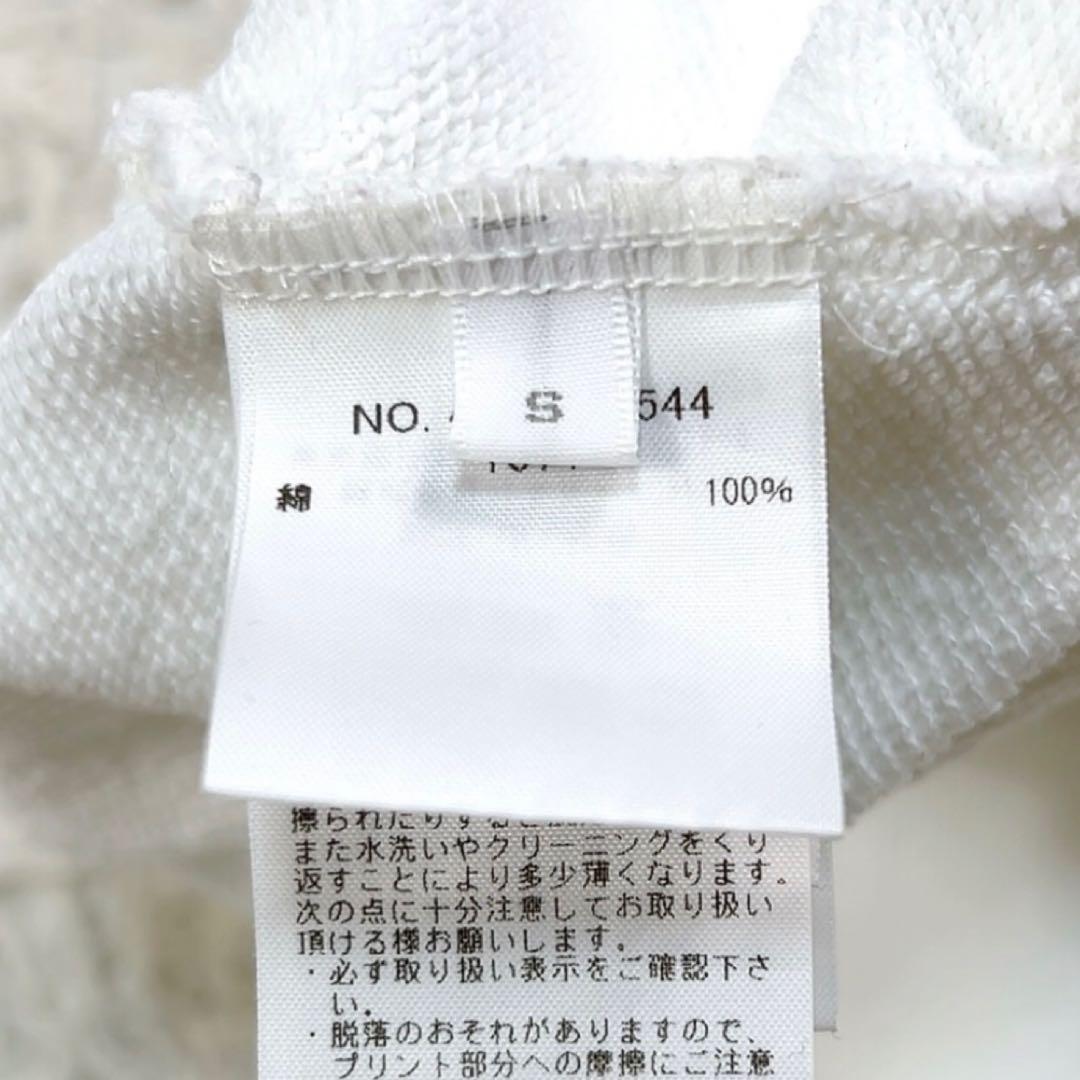 NO. 544
S
綿 100%
擦られたりする
また水洗いやクリーニングをくり
返すことにより多少薄くなります。
次の点に十分注意してお取り扱い
頂ける様お願いします。
・必ず取り扱い表示をご確認下さ
い。
・脱落のおそれがありますので、
プリント部分への摩擦にご注意